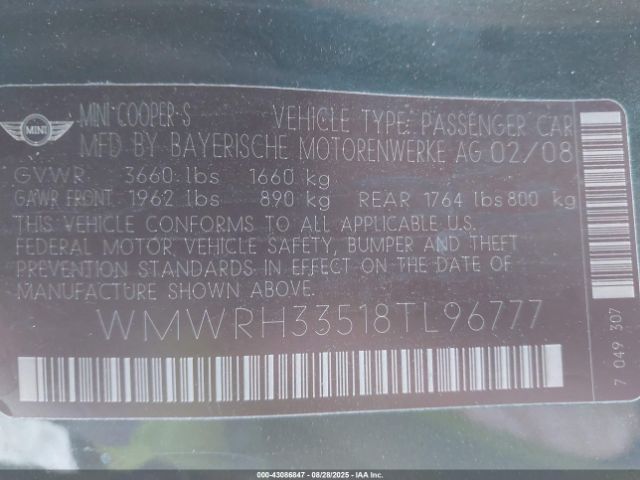 MINI COOPER S VEHICLE TYPE: PASSENGER CAR
MINI MFD BY BAYERISCHE MOTORENWERKE AG 02/08
GVWR 3660 lbs 1660 kg
GAWR FRONT 1962 lbs 890 kg REAR 1764 lbs 800 kg
THIS VEHICLE CONFORMS TO ALL APPLICABLE U.S.
FEDERAL MOTOR VEHICLE SAFETY, BUMPER AND THEFT
PREVENTION STANDARDS IN EFFECT ON THE DATE OF
MANUFACTURE SHOWN ABOVE.
WMWRH33518TL96777
7 049 307
000-43086847 - 08/28/2025 - IAA Inc.